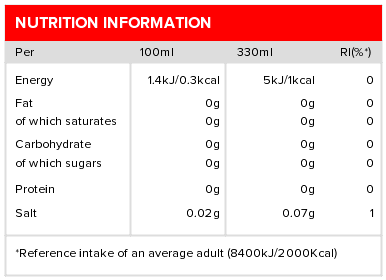 NUTRITION INFORMATION
Per 100ml 330ml RI(%*)
Energy 1.4kJ/0.3kcal 5kJ/1kcal 0
Fat 0g 0g 0
of which saturates 0g 0g 0
Carbohydrate 0g 0g 0
of which sugars 0g 0g 0
Protein 0g 0g 0
Salt 0.02g 0.07g 1
*Reference intake of an average adult (8400kJ/2000Kcal)